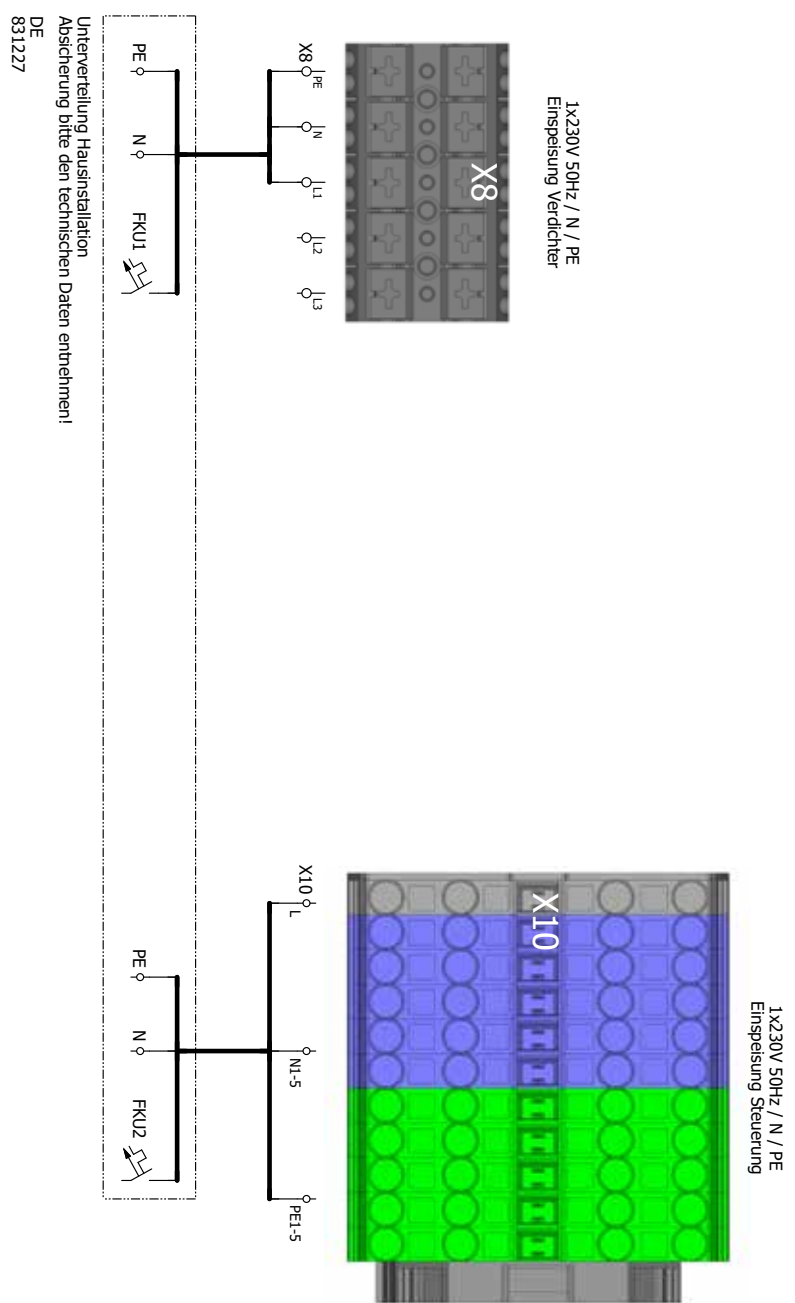 1x230V 50Hz / N / PE
Einspeisung Verdichter
X8
X8
PE
N
L1
L2
L3
PE
N
FKU1
1x230V 50Hz / N / PE
Einspeisung Steuerung
X10
X10
L
N1-5
PE1-5
PE
N
FKU2
Unterverteilung Hausinstallation
Absicherung bitte den technischen Daten entnehmen!
DE
831227